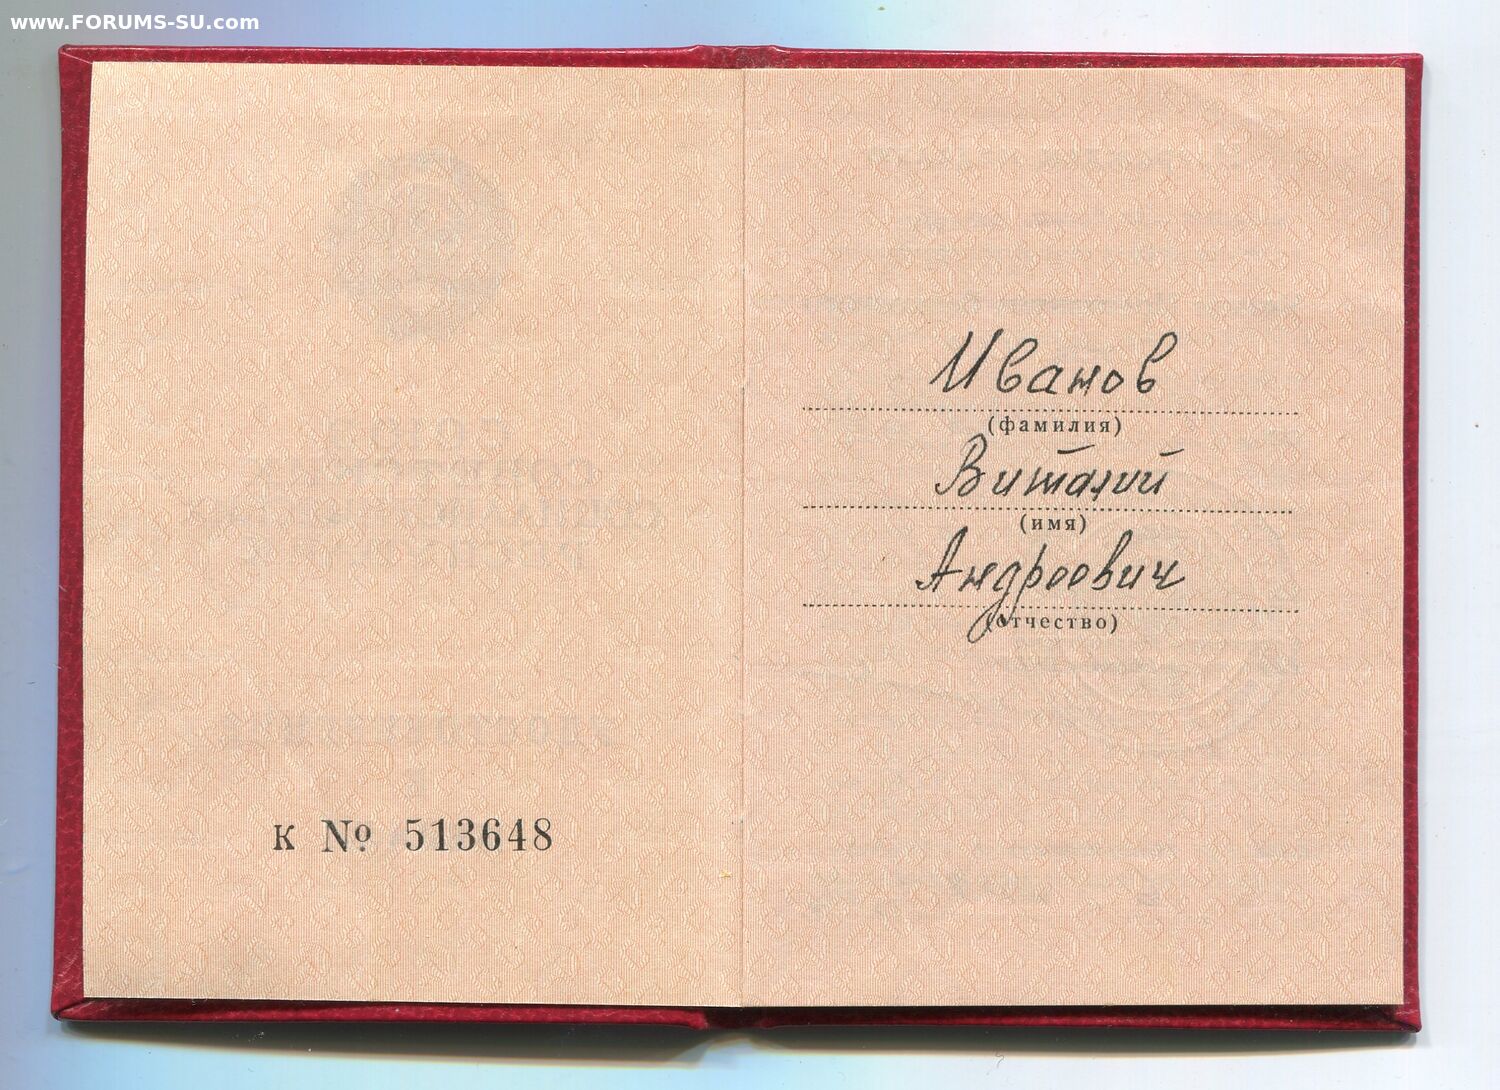 www.FORUMS-SU.com
К № 513648
Иванов
(фамилия)
Виталий
(имя)
Андреевич
(отчество)